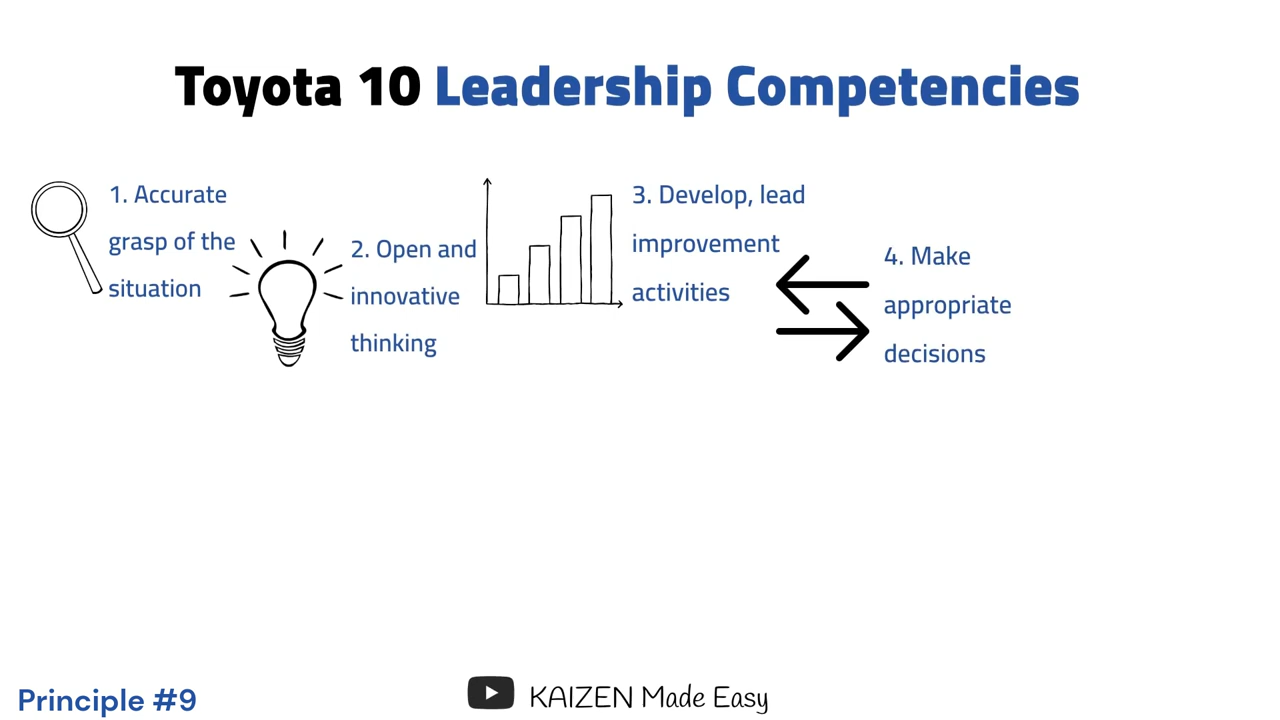 Toyota 10 Leadership Competencies
1. Accurate
grasp of the
situation
2. Open and
innovative
thinking
3. Develop, lead
improvement
activities
4. Make
appropriate
decisions
Principle #9
KAIZEN Made Easy